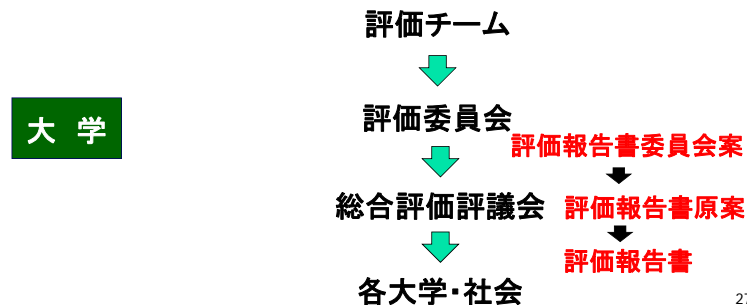 評価チーム
大 学
評価委員会
評価報告書委員会案
総合評価評議会
評価報告書原案
評価報告書
各大学・社会
27